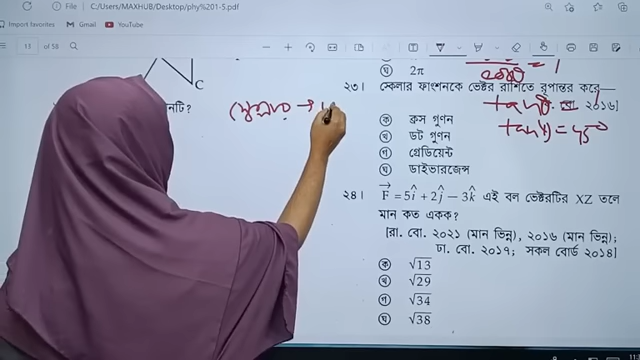 C:/Users/MAXHUB/Desktop/phy%201-5.pdf
Import favorites
Gmail
YouTube
13 of 58
C
নটি?
ঘ 2π
= 1
২৩। স্কেলার ফাংশনকে ভেক্টর রাশিতে রূপান্তর করে—
বো. ২০১৬]
ক ক্রস গুণন
খ ডট গুণন
গ গ্রেডিয়েন্ট
ঘ ডাইভারজেন্স
স্কেলার →
২৪। F = 5î + 2ĵ − 3k̂ এই বল ভেক্টরটির XZ তলে
মান কত একক?
[রা. বো. ২০২১ (মান ভিন্ন), ২০১৬ (মান ভিন্ন);
ঢা. বো. ২০১৭; সকল বোর্ড ২০১৪]
ক √13
খ √29
গ √34
ঘ √38